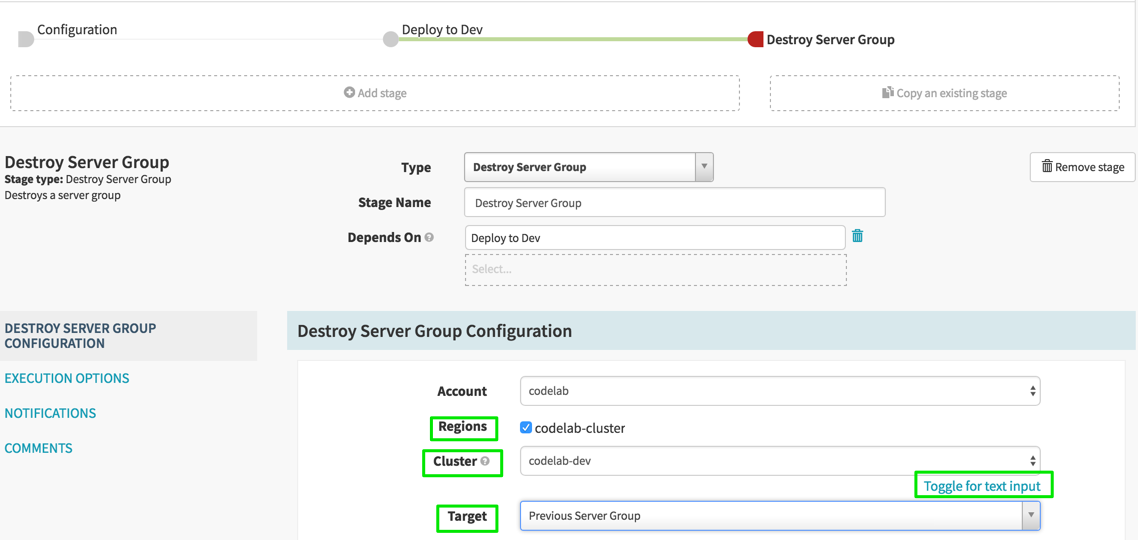 Configuration
Deploy to Dev
Destroy Server Group
Add stage
Copy an existing stage
Destroy Server Group
Stage type: Destroy Server Group
Destroys a server group
Type
Destroy Server Group
Remove stage
Stage Name
Destroy Server Group
Depends On
Deploy to Dev
Select...
DESTROY SERVER GROUP
CONFIGURATION
EXECUTION OPTIONS
NOTIFICATIONS
COMMENTS
Destroy Server Group Configuration
Account
codelab
Regions
codelab-cluster
Cluster
codelab-dev
Toggle for text input
Target
Previous Server Group